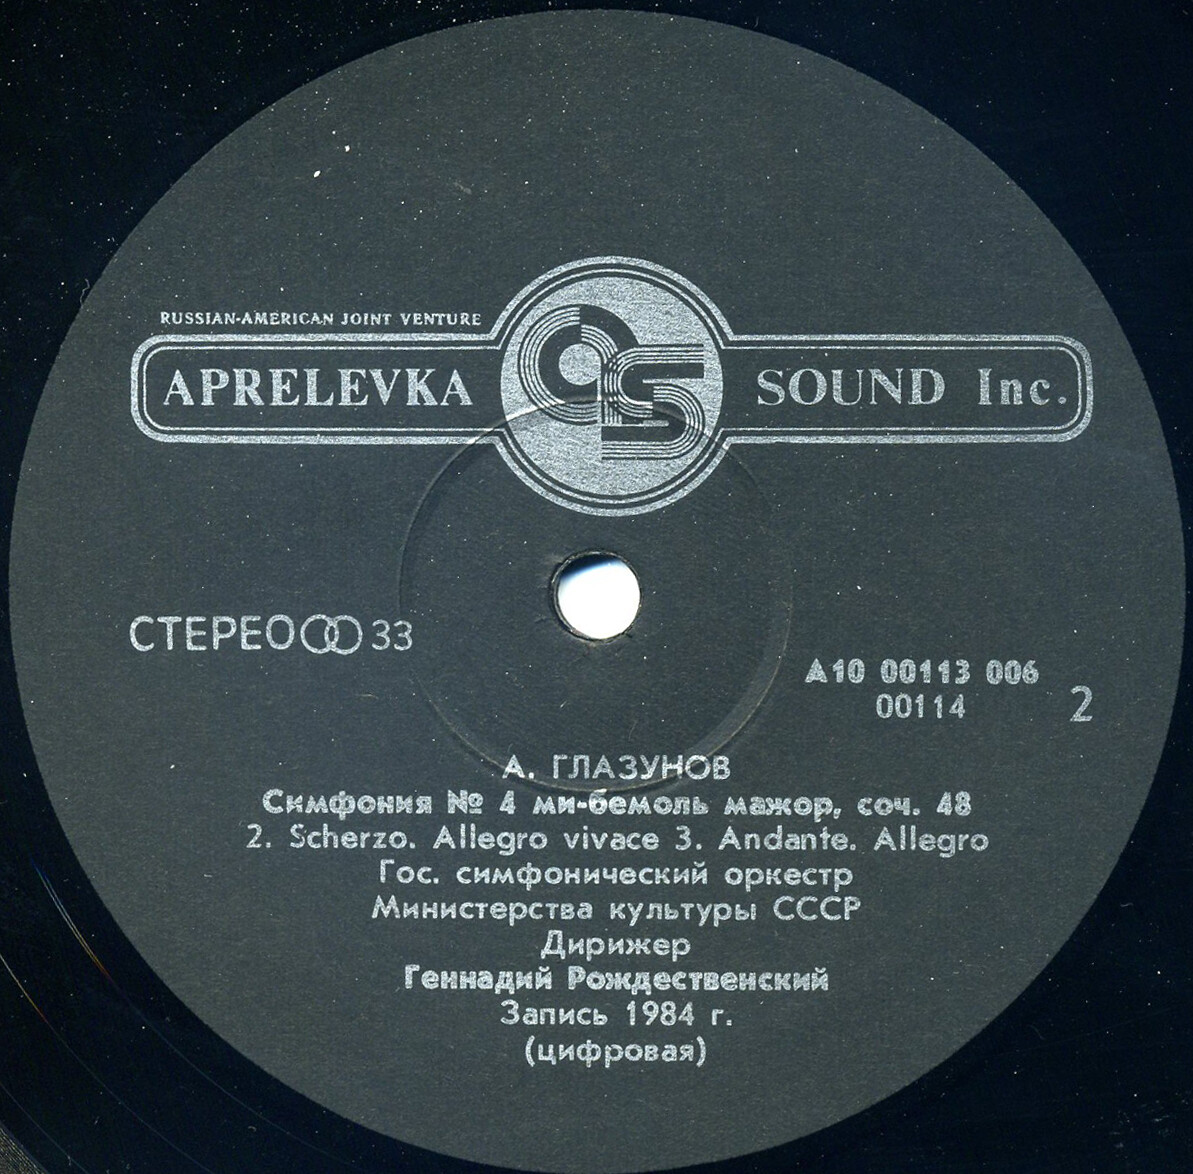 RUSSIAN-AMERICAN JOINT VENTURE
APRELEVKA SOUND Inc.
СТЕРЕО 33
А10 00113 006
00114
2
А. ГЛАЗУНОВ
Симфония № 4 ми-бемоль мажор, соч. 48
2. Scherzo. Allegro vivace 3. Andante. Allegro
Гос. симфонический оркестр
Министерства культуры СССР
Дирижер
Геннадий Рождественский
Запись 1984 г.
(цифровая)